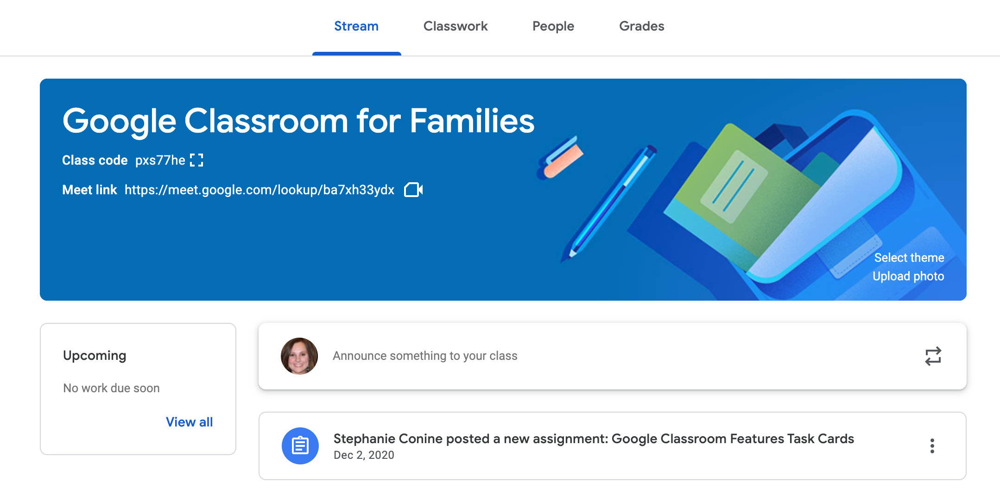 Stream Classwork People Grades
Google Classroom for Families
Class code pxs77he
Meet link https://meet.google.com/lookup/ba7xh33ydx
Select theme
Upload photo
Upcoming
No work due soon
View all
Announce something to your class
Stephanie Conine posted a new assignment: Google Classroom Features Task Cards
Dec 2, 2020